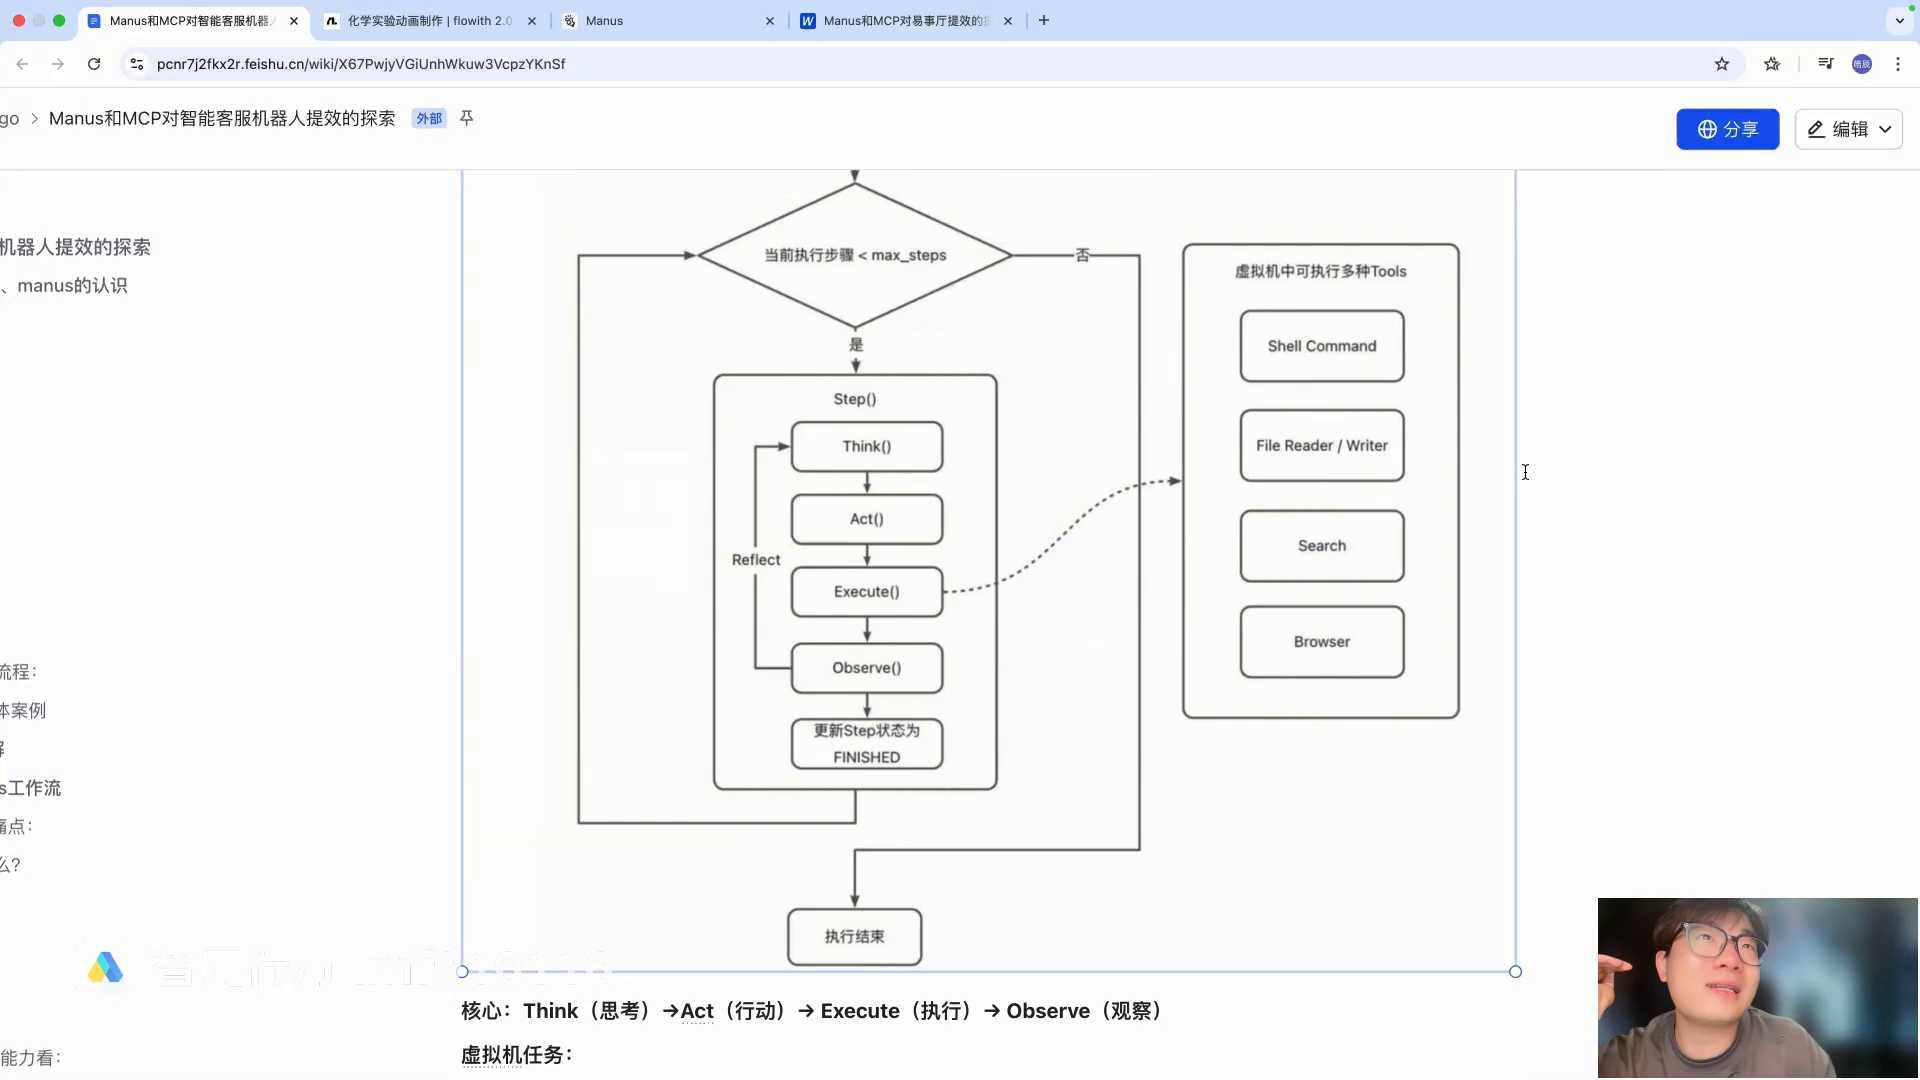 Manus和MCP对智能客服机器人
化学实验动画制作 | flowith 2.0
Manus
Manus和MCP对易事厅提效的
pcnr7j2fkx2r.feishu.cn/wiki/X67PwjyVGiUnhWkuw3VcpzYKnSf
皓辰
go > Manus和MCP对智能客服机器人提效的探索 外部
分享
编辑
机器人提效的探索
、manus的认识
流程：
体案例
s工作流
痛点：
么?
能力看：
当前执行步骤 < max_steps
否
是
Step()
Think()
Act()
Reflect
Execute()
Observe()
更新Step状态为
FINISHED
执行结束
虚拟机中可执行多种Tools
Shell Command
File Reader / Writer
Search
Browser
核心：Think（思考）→Act（行动）→ Execute（执行）→ Observe（观察）
虚拟机任务：